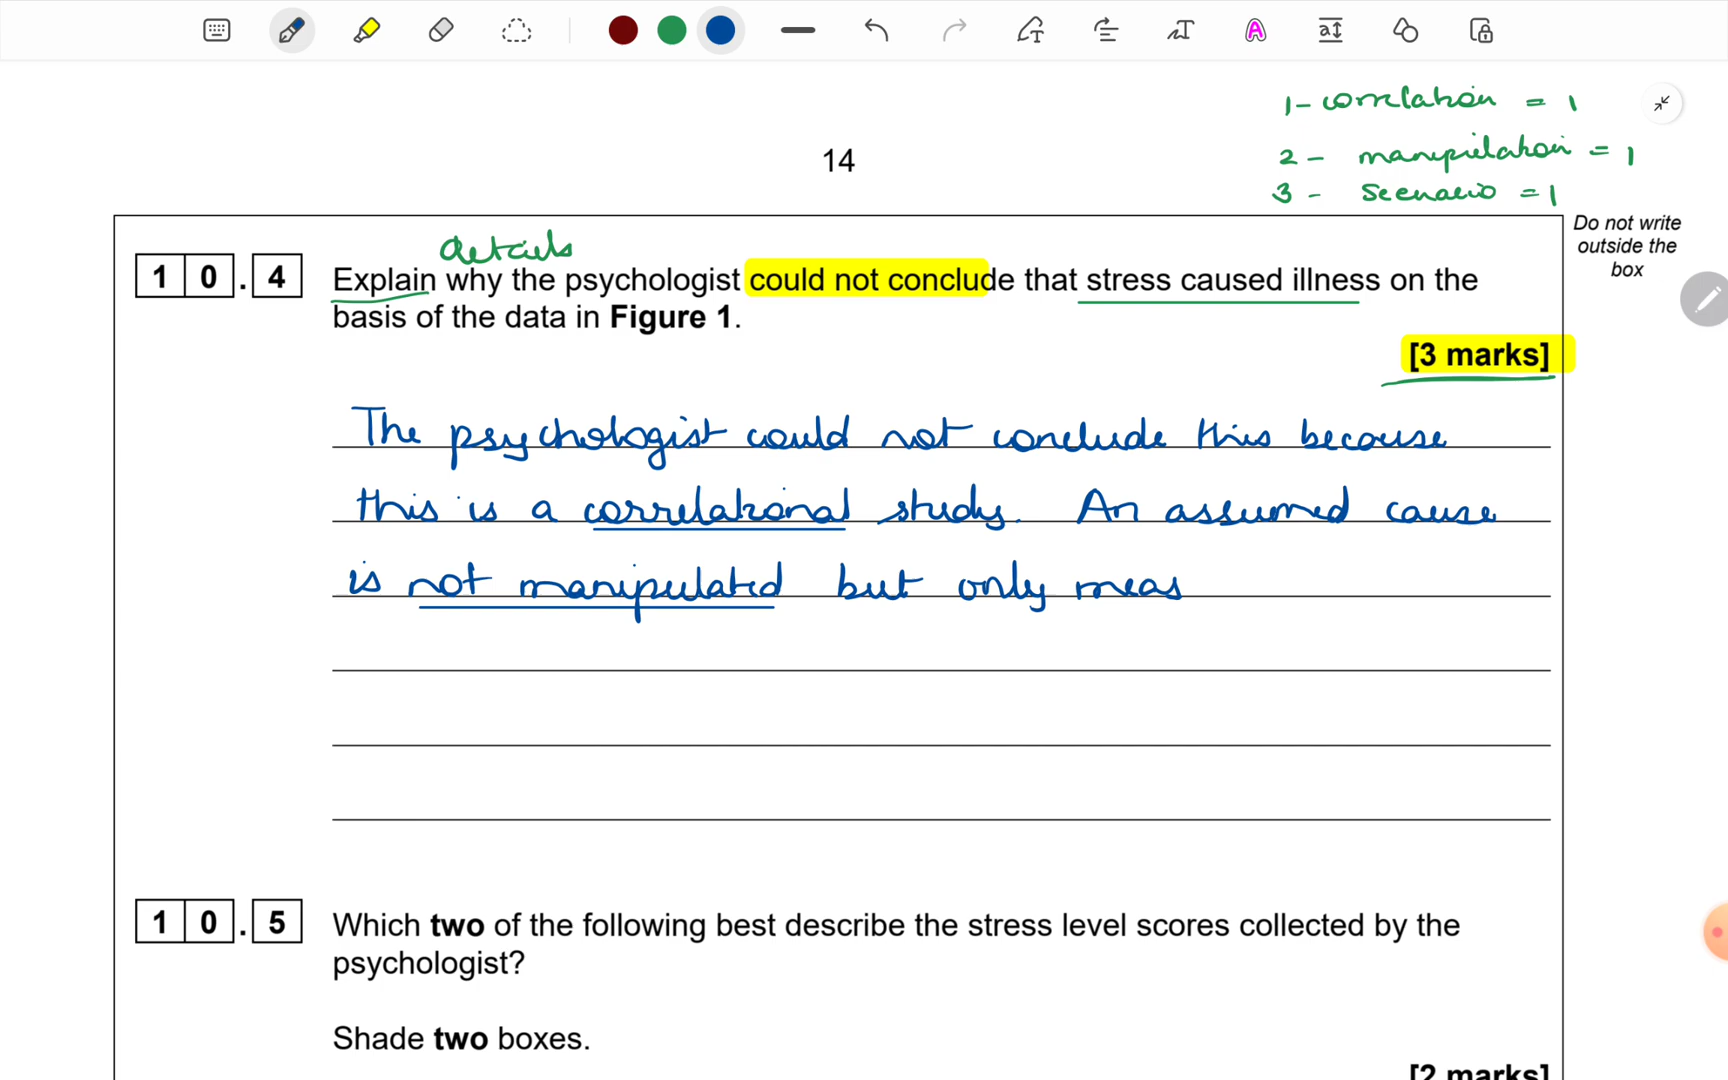 1 - correlation = 1
2 - manipulation = 1
3 - Scenario = 1
14
Do not write
outside the
box
details
10.4 Explain why the psychologist could not conclude that stress caused illness on the
basis of the data in Figure 1.
[3 marks]
The psychologist could not conclude this because
this is a correlational study. An assumed cause
is not manipulated but only meas
10.5 Which two of the following best describe the stress level scores collected by the
psychologist?
Shade two boxes.
[2 marks]